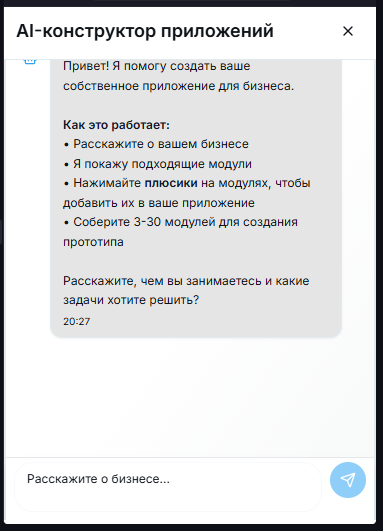 AI-конструктор приложений
Привет! Я помогу создать ваше
собственное приложение для бизнеса.
Как это работает:
• Расскажите о вашем бизнесе
• Я покажу подходящие модули
• Нажимайте плюсики на модулях, чтобы
добавить их в ваше приложение
• Соберите 3-30 модулей для создания
прототипа
Расскажите, чем вы занимаетесь и какие
задачи хотите решить?
20:27
Расскажите о бизнесе...